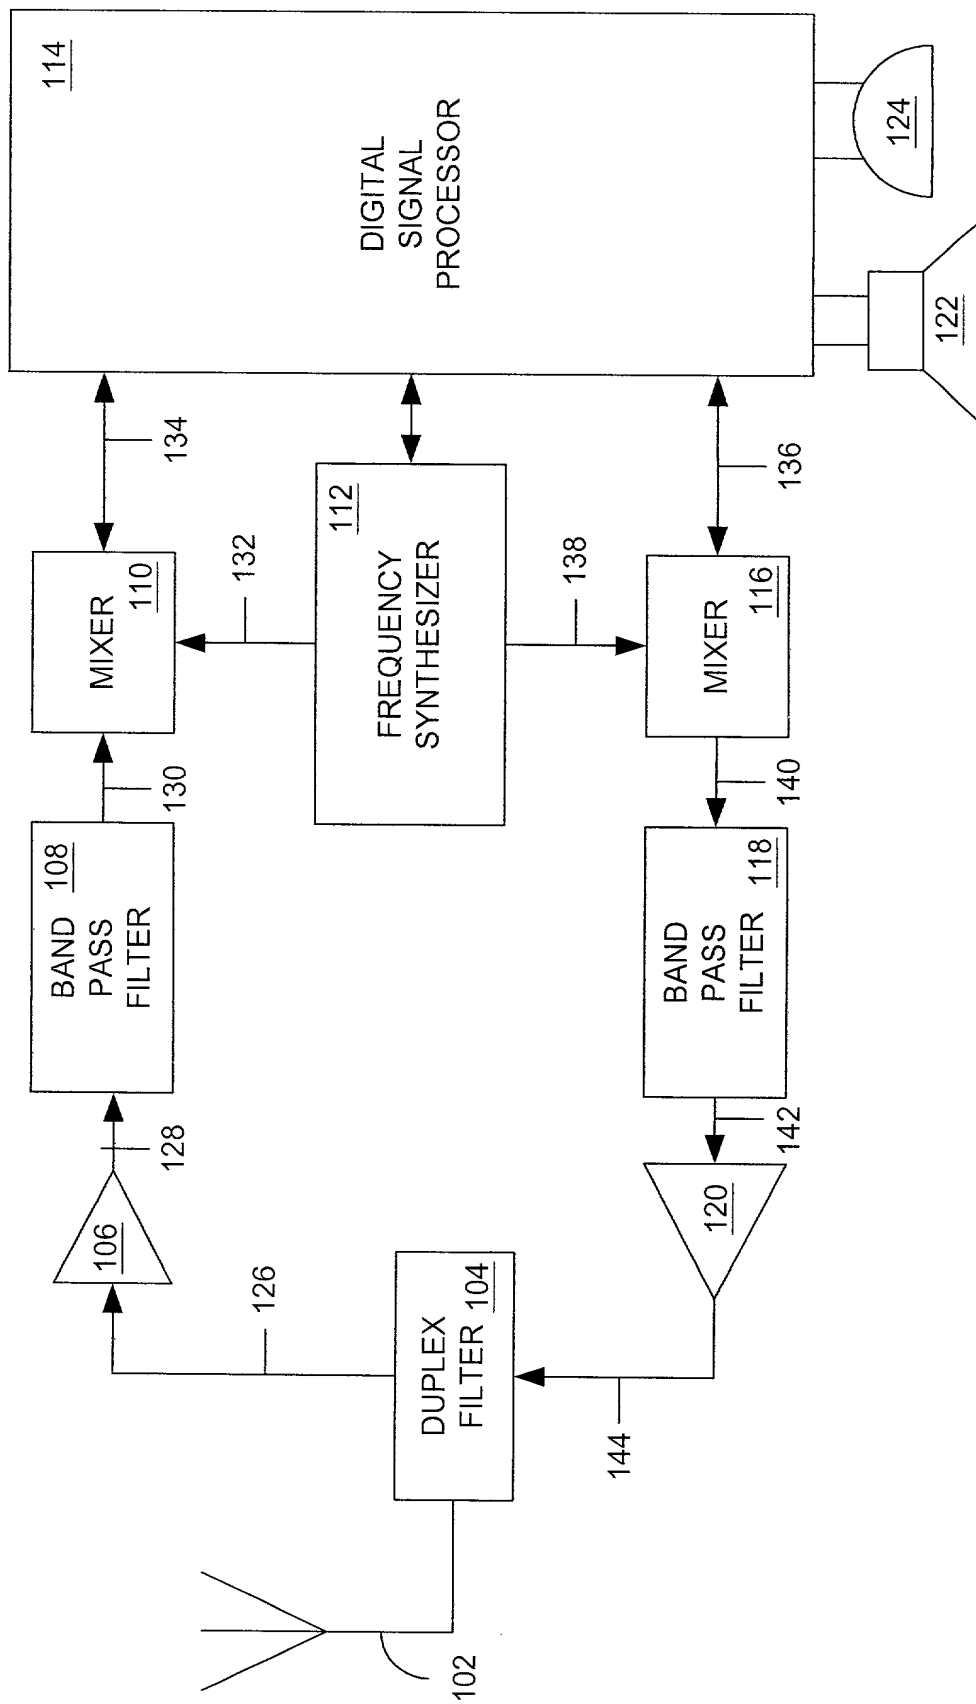 114
DIGITAL
SIGNAL
PROCESSOR
124
122
134
136
MIXER
110
132
112
FREQUENCY
SYNTHESIZER
138
MIXER
116
130
140
108
BAND
PASS
FILTER
BAND
PASS
FILTER
118
128
142
106
120
126
DUPLEX
FILTER 104
144
102